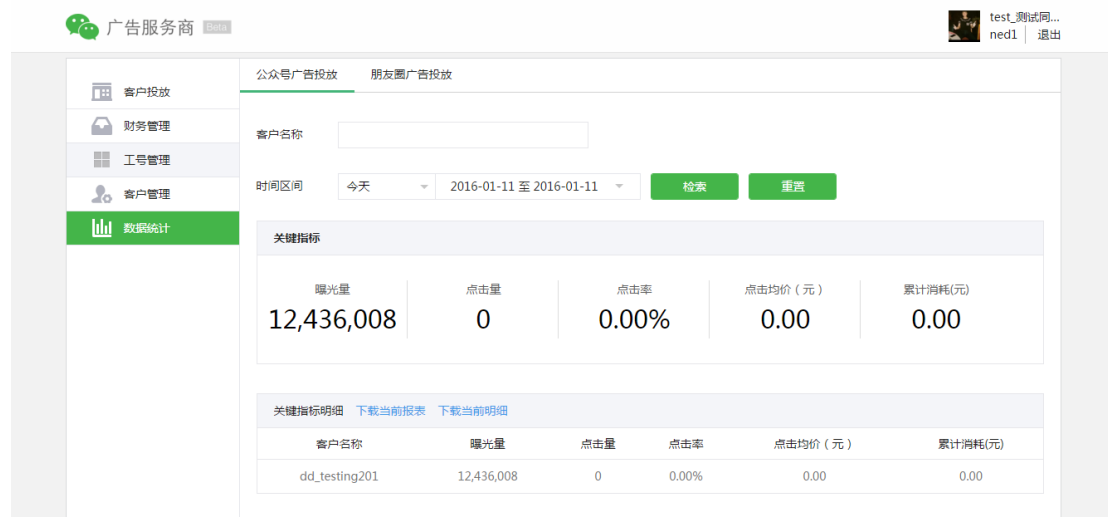 广告服务商 Beta
test_测试同...
ned1 退出
公众号广告投放 朋友圈广告投放
客户投放
财务管理
工号管理
客户管理
数据统计
客户名称
时间区间 今天 2016-01-11 至 2016-01-11 检索 重置
关键指标
曝光量 点击量 点击率 点击均价（元） 累计消耗(元)
12,436,008 0 0.00% 0.00 0.00
关键指标明细 下载当前报表 下载当前明细
客户名称 曝光量 点击量 点击率 点击均价（元） 累计消耗(元)
dd_testing201 12,436,008 0 0.00% 0.00 0.00